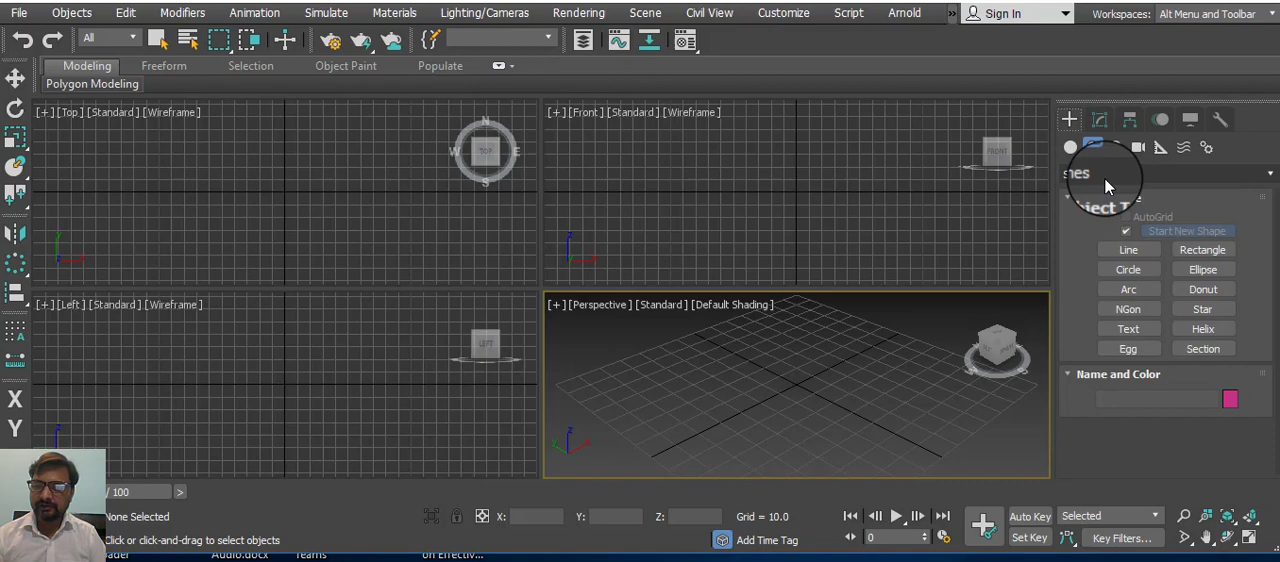 File Objects Edit Modifiers Animation Simulate Materials Lighting/Cameras Rendering Scene Civil View Customize Script Arnold » Sign In Workspaces: Alt Menu and Toolbar
All
Modeling Freeform Selection Object Paint Populate
Polygon Modeling
[+] [Top] [Standard] [Wireframe]
N
W TOP E
S
[+] [Front] [Standard] [Wireframe]
FRONT
y
z
[+] [Left] [Standard] [Wireframe]
LEFT
z
[+] [Perspective] [Standard] [Default Shading]
z
y
nes
AutoGrid
Start New Shape
Line Rectangle
Circle Ellipse
Arc Donut
NGon Star
Text Helix
Egg Section
Name and Color
X
Y
/ 100 >
None Selected X: Y: Z: Grid = 10.0
Click or click-and-drag to select objects Add Time Tag
0
Auto Key Selected
Set Key Key Filters...
Audio.docx Teams on Effectiv...